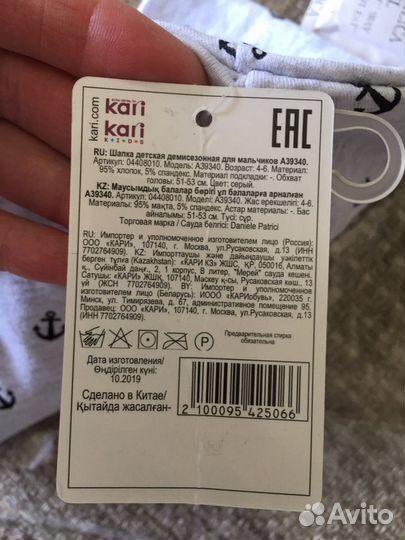 kari.com
kari
kari
KIDS
EAC
RU: Шапка детская демисезонная для мальчиков A39340.
Артикул: 04408010. Модель: A39340. Возраст: 4-6. Материал:
95% хлопок, 5% спандекс. Материал подкладки: -. Обхват
головы: 51-53 см. Цвет: серый.
KZ: Маусымдық балалар бөрігі ұл балаларға арналған
A39340. Артикул: 04408010. Моделі: A39340. Жас ерекшелігі: 4-6.
Материалы: 95% мақта, 5% спандекс. Астар материалы: -. Бас
айналымы: 51-53 см. Түсі: сұр.
Торговая марка / Сауда белгісі: Daniele Patrici
RU: Импортер и уполномоченное изготовителем лицо (Россия):
ООО «КАРИ», 107140, г. Москва, ул.Русаковская, д.13 (ИНН
7702764909). KZ: Импорттаушы және дайындаушы уәкілеттік
берген тұлға (Kazakhstan): «КАРИ КЗ» ЖШС, ҚР, 050016, Алматы
қ., Сүйінбай даңғ., 2, 1 корпус, В литер, "Мерей" сауда кешені.
Сатушы: «КАРИ» ЖШҚ, 107140, Мәскеу қ-сы, Русаковская көш., 13
үй (ЖСН 7702764909). BY: Импортер и уполномоченное
изготовителем лицо (Беларусь): ИООО «КАРИобувь», 220035 г.
Минск, ул. Тимирязева, д. 67, административное помещение 95.
Продавец: ООО «КАРИ», 107140, г. Москва, ул.Русаковская, д.13
(ИНН 7702764909).
Предварительная стирка
обязательна
Дата изготовления/
Өндірілген күні:
10.2019
Сделано в Китае/
Қытайда жасалған-
2 100095 425066
Avito